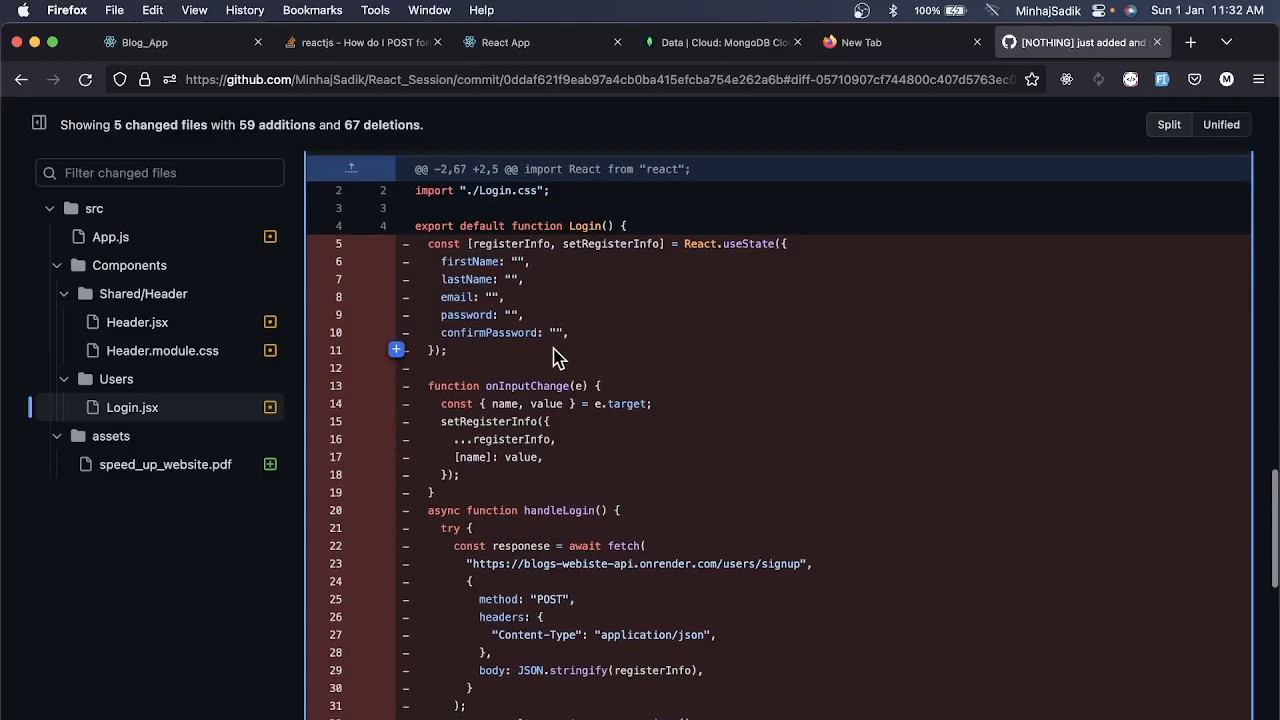 Firefox File Edit View History Bookmarks Tools Window Help 100% MinhajSadik Sun 1 Jan 11:32 AM
Blog_App
reactjs - How do I POST for
React App
Data | Cloud: MongoDB Clo
New Tab
[NOTHING] just added and
https://github.com/MinhajSadik/React_Session/commit/0ddaf621f9eab97a4cb0ba415efcba754e262a6b#diff-05710907cf744800c407d5763ec0
Showing 5 changed files with 59 additions and 67 deletions.
Split Unified
Filter changed files
src
App.js
Components
Shared/Header
Header.jsx
Header.module.css
Users
Login.jsx
assets
speed_up_website.pdf
@@ -2,67 +2,5 @@ import React from "react";
2 2 import "./Login.css";
3 3
4 4 export default function Login() {
5 - const [registerInfo, setRegisterInfo] = React.useState({
6 - firstName: "",
7 - lastName: "",
8 - email: "",
9 - password: "",
10 - confirmPassword: "",
11 - });
12 -
13 - function onInputChange(e) {
14 - const { name, value } = e.target;
15 - setRegisterInfo({
16 - ...registerInfo,
17 - [name]: value,
18 - });
19 - }
20 - async function handleLogin() {
21 - try {
22 - const responese = await fetch(
23 - "https://blogs-webiste-api.onrender.com/users/signup",
24 - {
25 - method: "POST",
26 - headers: {
27 - "Content-Type": "application/json",
28 - },
29 - body: JSON.stringify(registerInfo),
30 - }
31 - );